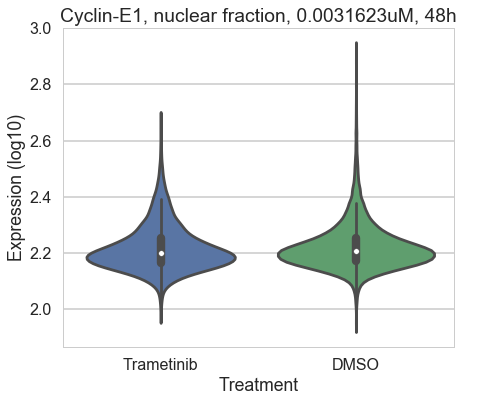 Cyclin-E1, nuclear fraction, 0.0031623uM, 48h
3.0
2.8
2.6
2.4
2.2
2.0
Expression (log10)
Trametinib DMSO
Treatment